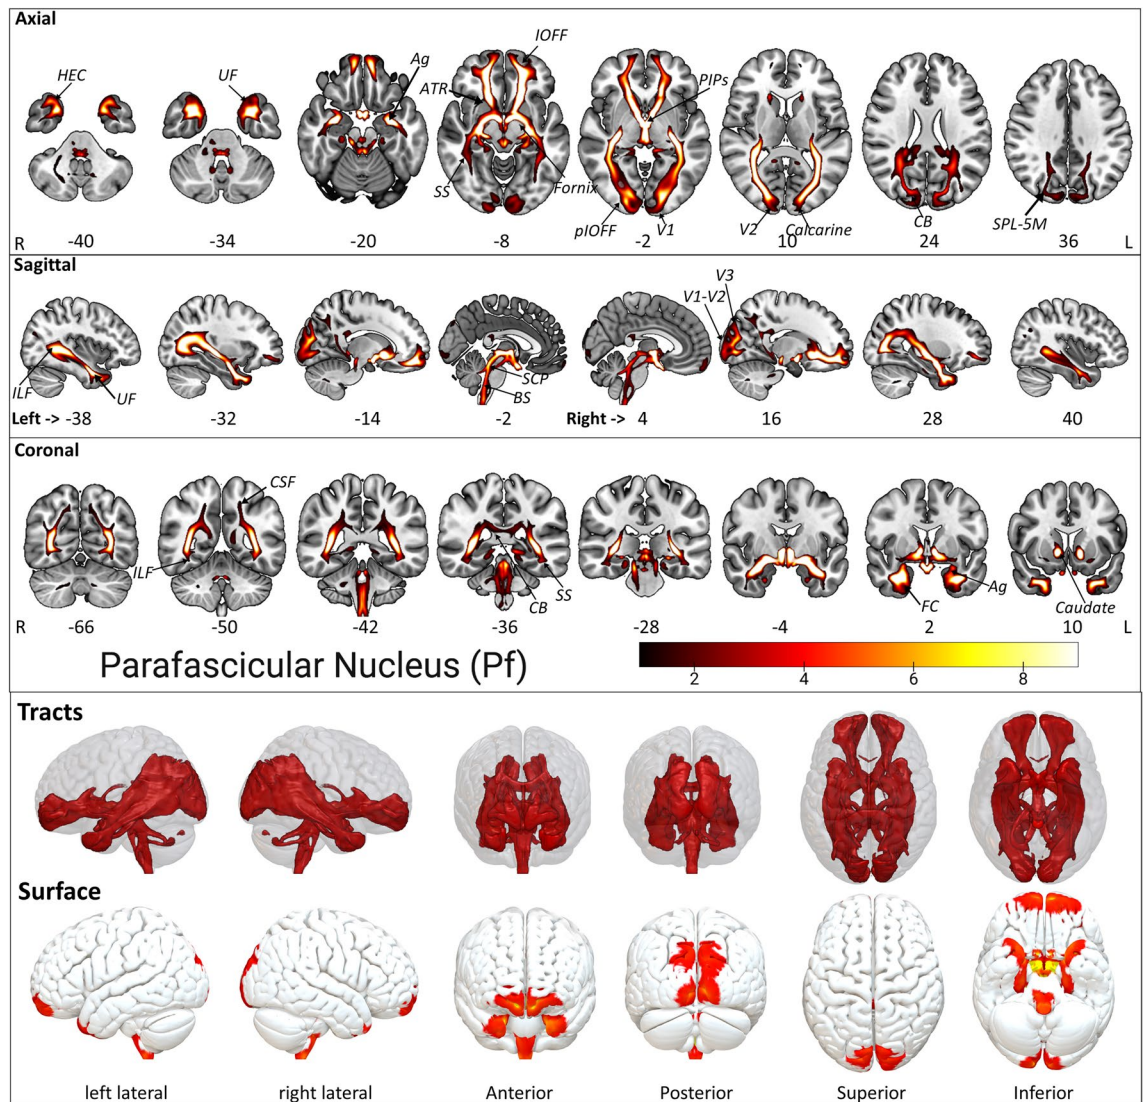 Axial
HEC
UF
Ag
ATR
IOFF
PIPs
SS
Fornix
pIOFF
V1
V2
Calcarine
CB
SPL-5M
R -40 -34 -20 -8 -2 10 24 36 L
Sagittal
V3
V1-V2
ILF
UF
SCP
BS
Left -> -38 -32 -14 -2 Right -> 4 16 28 40
Coronal
CSF
ILF
CB
SS
FC
Ag
Caudate
R -66 -50 -42 -36 -28 -4 2 10 L
Parafascicular Nucleus (Pf)
2 4 6 8
Tracts
Surface
left lateral right lateral Anterior Posterior Superior Inferior